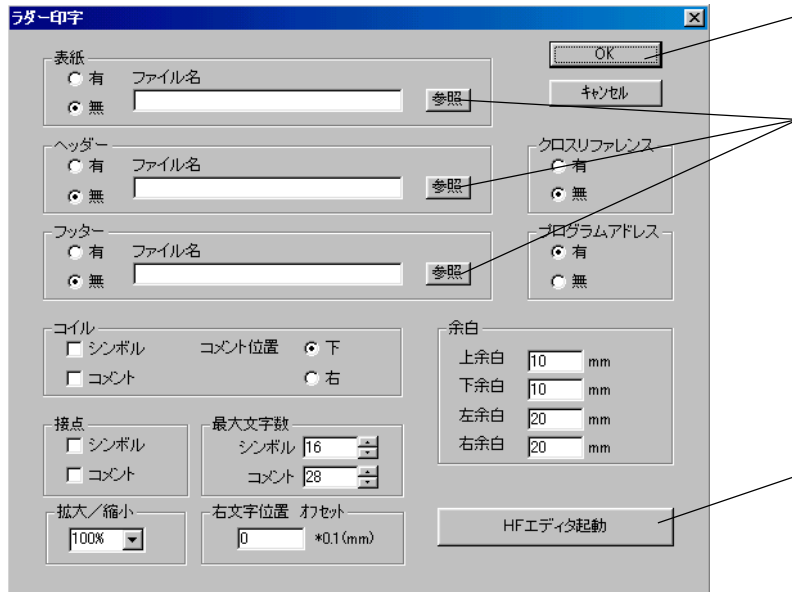 ラダー印字
表紙
有 ファイル名
無
参照
OK
キャンセル
ヘッダー
有 ファイル名
無
参照
クロスリファレンス
有
無
フッター
有 ファイル名
無
参照
プログラムアドレス
有
無
コイル
シンボル コメント位置 下
コメント 右
余白
上余白 10 mm
下余白 10 mm
左余白 20 mm
右余白 20 mm
接点
シンボル
コメント
最大文字数
シンボル 16
コメント 28
拡大/縮小
100%
右文字位置 オフセット
0 *0.1(mm)
HFエディタ起動